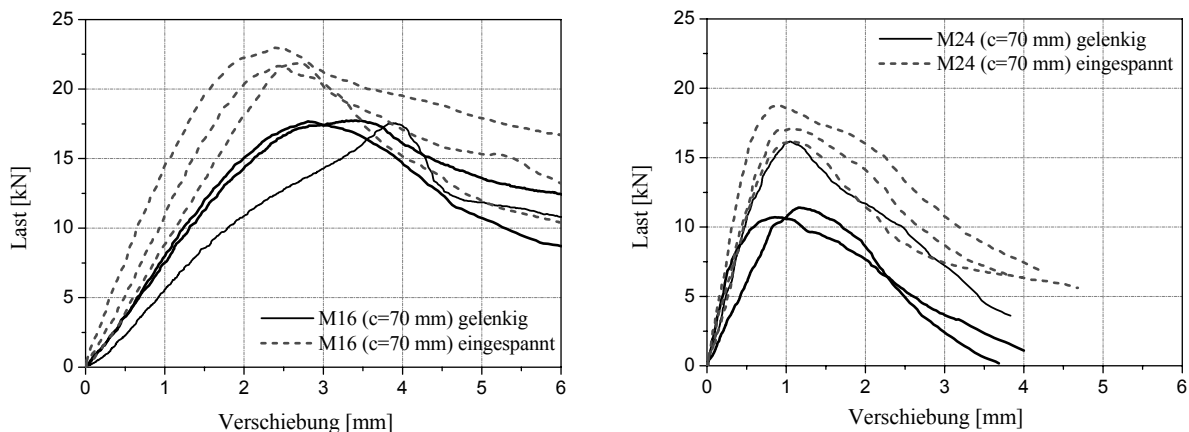 25
20
15
10
5
0
Last [kN]
0 1 2 3 4 5 6
Verschiebung [mm]
M16 (c=70 mm) gelenkig
M16 (c=70 mm) eingespannt
25
20
15
10
5
0
Last [kN]
0 1 2 3 4 5 6
Verschiebung [mm]
M24 (c=70 mm) gelenkig
M24 (c=70 mm) eingespannt